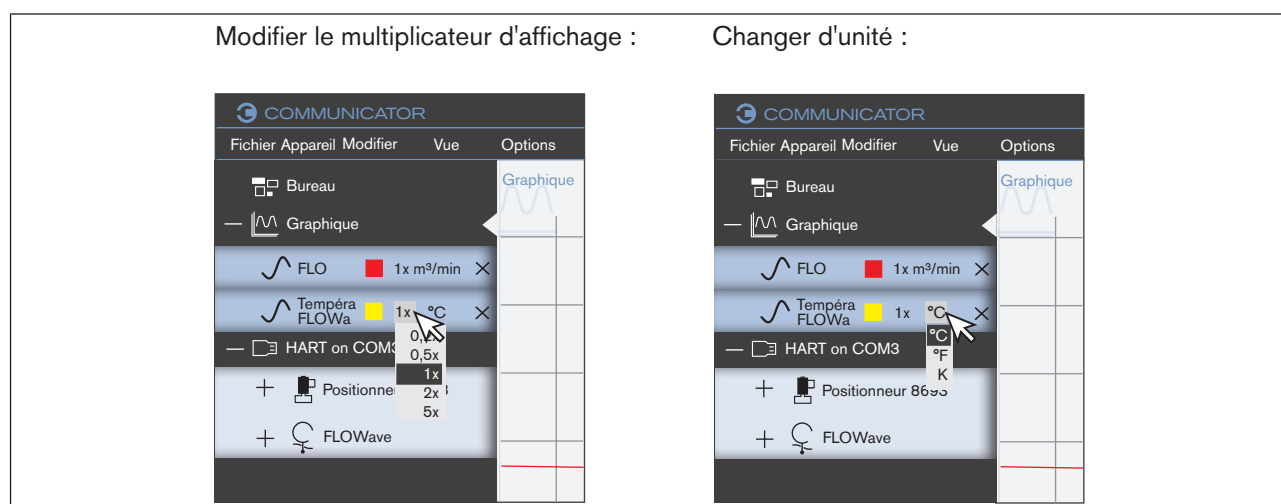 Modifier le multiplicateur d'affichage :
COMMUNICATOR
Fichier Appareil Modifier Vue Options
Bureau
Graphique
Graphique
FLO 1x m³/min
Tempéra 1x °C
FLOWa
0,5x
HART on COM3
1x
2x
5x
Positionneur
FLOWave
Changer d'unité :
COMMUNICATOR
Fichier Appareil Modifier Vue Options
Bureau
Graphique
Graphique
FLO 1x m³/min
Tempéra 1x °C
FLOWa
°C
°F
K
HART on COM3
Positionneur 8693
FLOWave